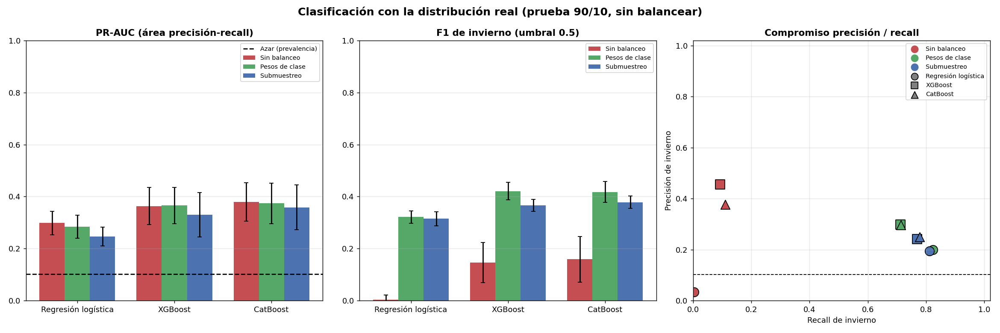 Clasificación con la distribución real (prueba 90/10, sin balancear)
PR-AUC (área precisión-recall)
1.0
0.8
0.6
0.4
0.2
0.0
Azar (prevalencia)
Sin balanceo
Pesos de clase
Submuestreo
Regresión logística
XGBoost
CatBoost
F1 de invierno (umbral 0.5)
1.0
0.8
0.6
0.4
0.2
0.0
Sin balanceo
Pesos de clase
Submuestreo
Regresión logística
XGBoost
CatBoost
Compromiso precisión / recall
Precisión de invierno
1.0
0.8
0.6
0.4
0.2
0.0
Sin balanceo
Pesos de clase
Submuestreo
Regresión logística
XGBoost
CatBoost
0.0
0.2
0.4
0.6
0.8
1.0
Recall de invierno